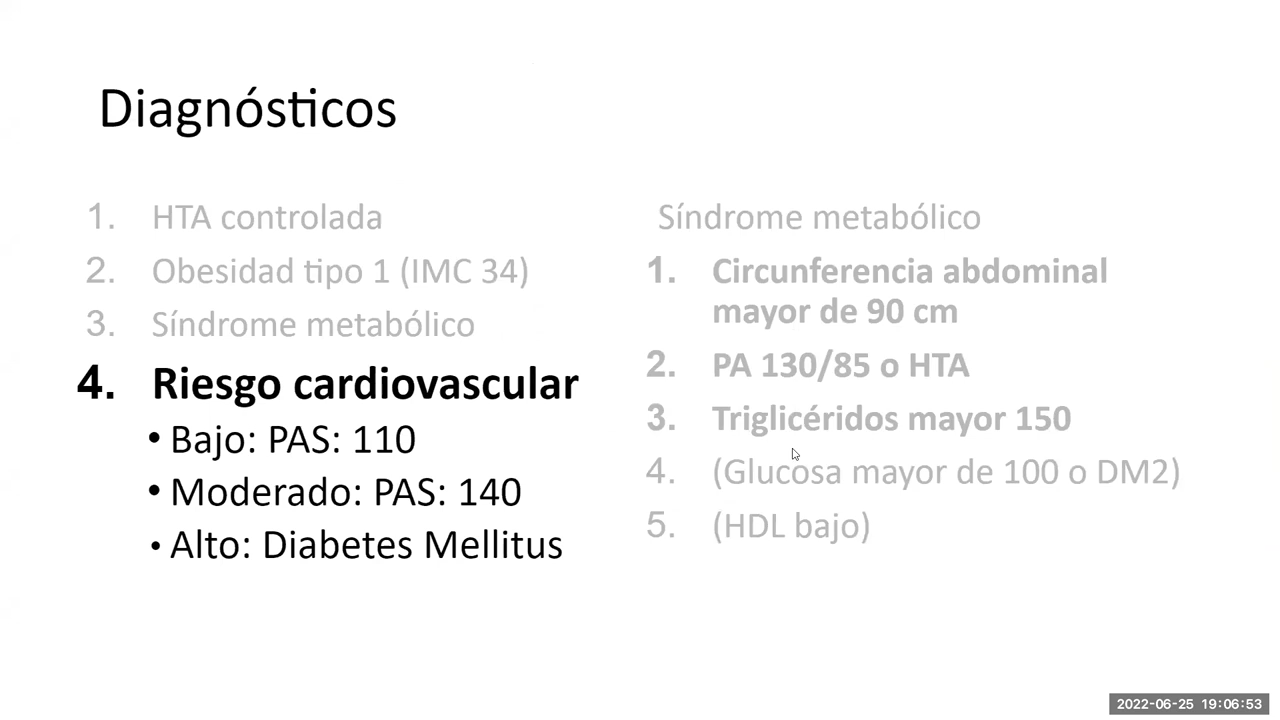 Diagnósticos
1. HTA controlada
2. Obesidad tipo 1 (IMC 34)
3. Síndrome metabólico
4. Riesgo cardiovascular
• Bajo: PAS: 110
• Moderado: PAS: 140
• Alto: Diabetes Mellitus
Síndrome metabólico
1. Circunferencia abdominal
mayor de 90 cm
2. PA 130/85 o HTA
3. Triglicéridos mayor 150
4. (Glucosa mayor de 100 o DM2)
5. (HDL bajo)
2022-06-25 19:06:53